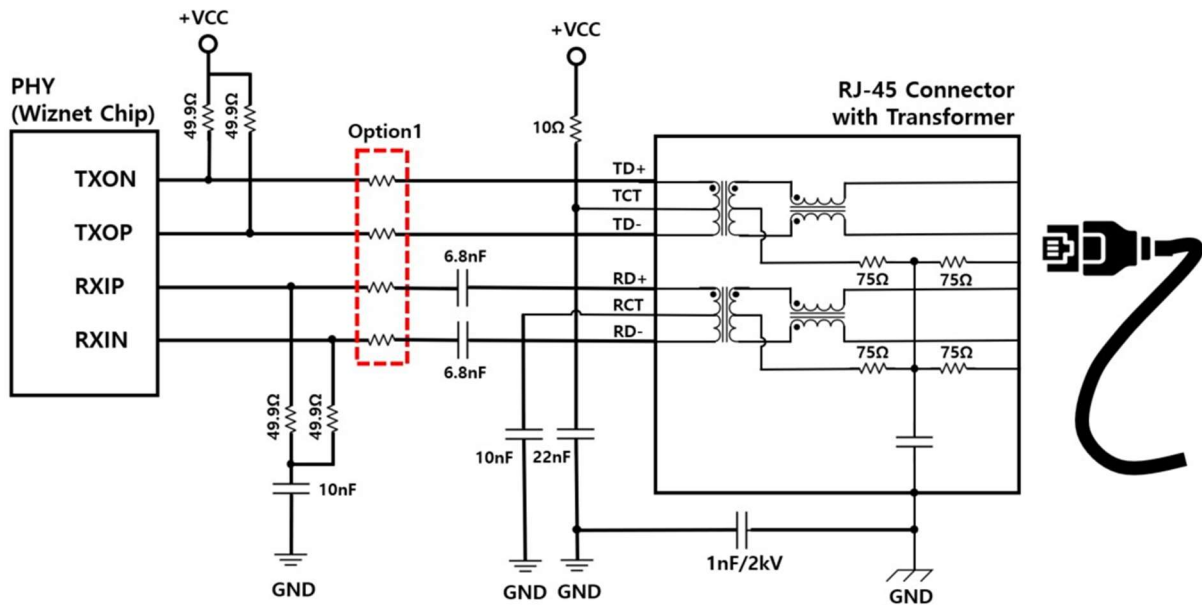 +VCC
+VCC
PHY
(Wiznet Chip)
49.9Ω
49.9Ω
RJ-45 Connector
with Transformer
10Ω
Option1
TXON
TD+
TCT
TXOP
TD-
6.8nF
75Ω
75Ω
RXIP
RD+
RCT
RXIN
RD-
6.8nF
75Ω
75Ω
49.9Ω
49.9Ω
10nF
22nF
10nF
1nF/2kV
GND
GND
GND
GND